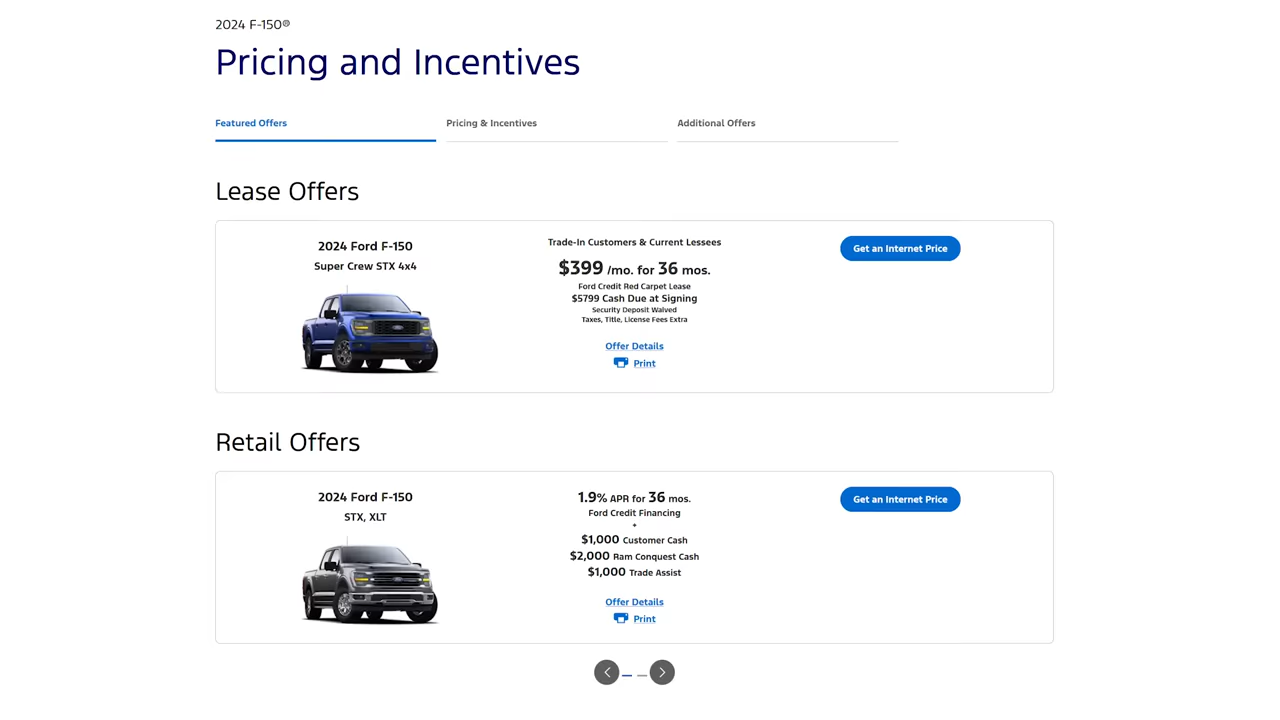 2024 F-150®
Pricing and Incentives
Featured Offers
Pricing & Incentives
Additional Offers
Lease Offers
2024 Ford F-150
Super Crew STX 4x4
Trade-In Customers & Current Lessees
$399 /mo. for 36 mos.
Ford Credit Red Carpet Lease
$5799 Cash Due at Signing
Security Deposit Waived
Taxes, Title, License Fees Extra
Offer Details
Print
Get an Internet Price
Retail Offers
2024 Ford F-150
STX, XLT
1.9% APR for 36 mos.
Ford Credit Financing
+
$1,000 Customer Cash
$2,000 Ram Conquest Cash
$1,000 Trade Assist
Offer Details
Print
Get an Internet Price